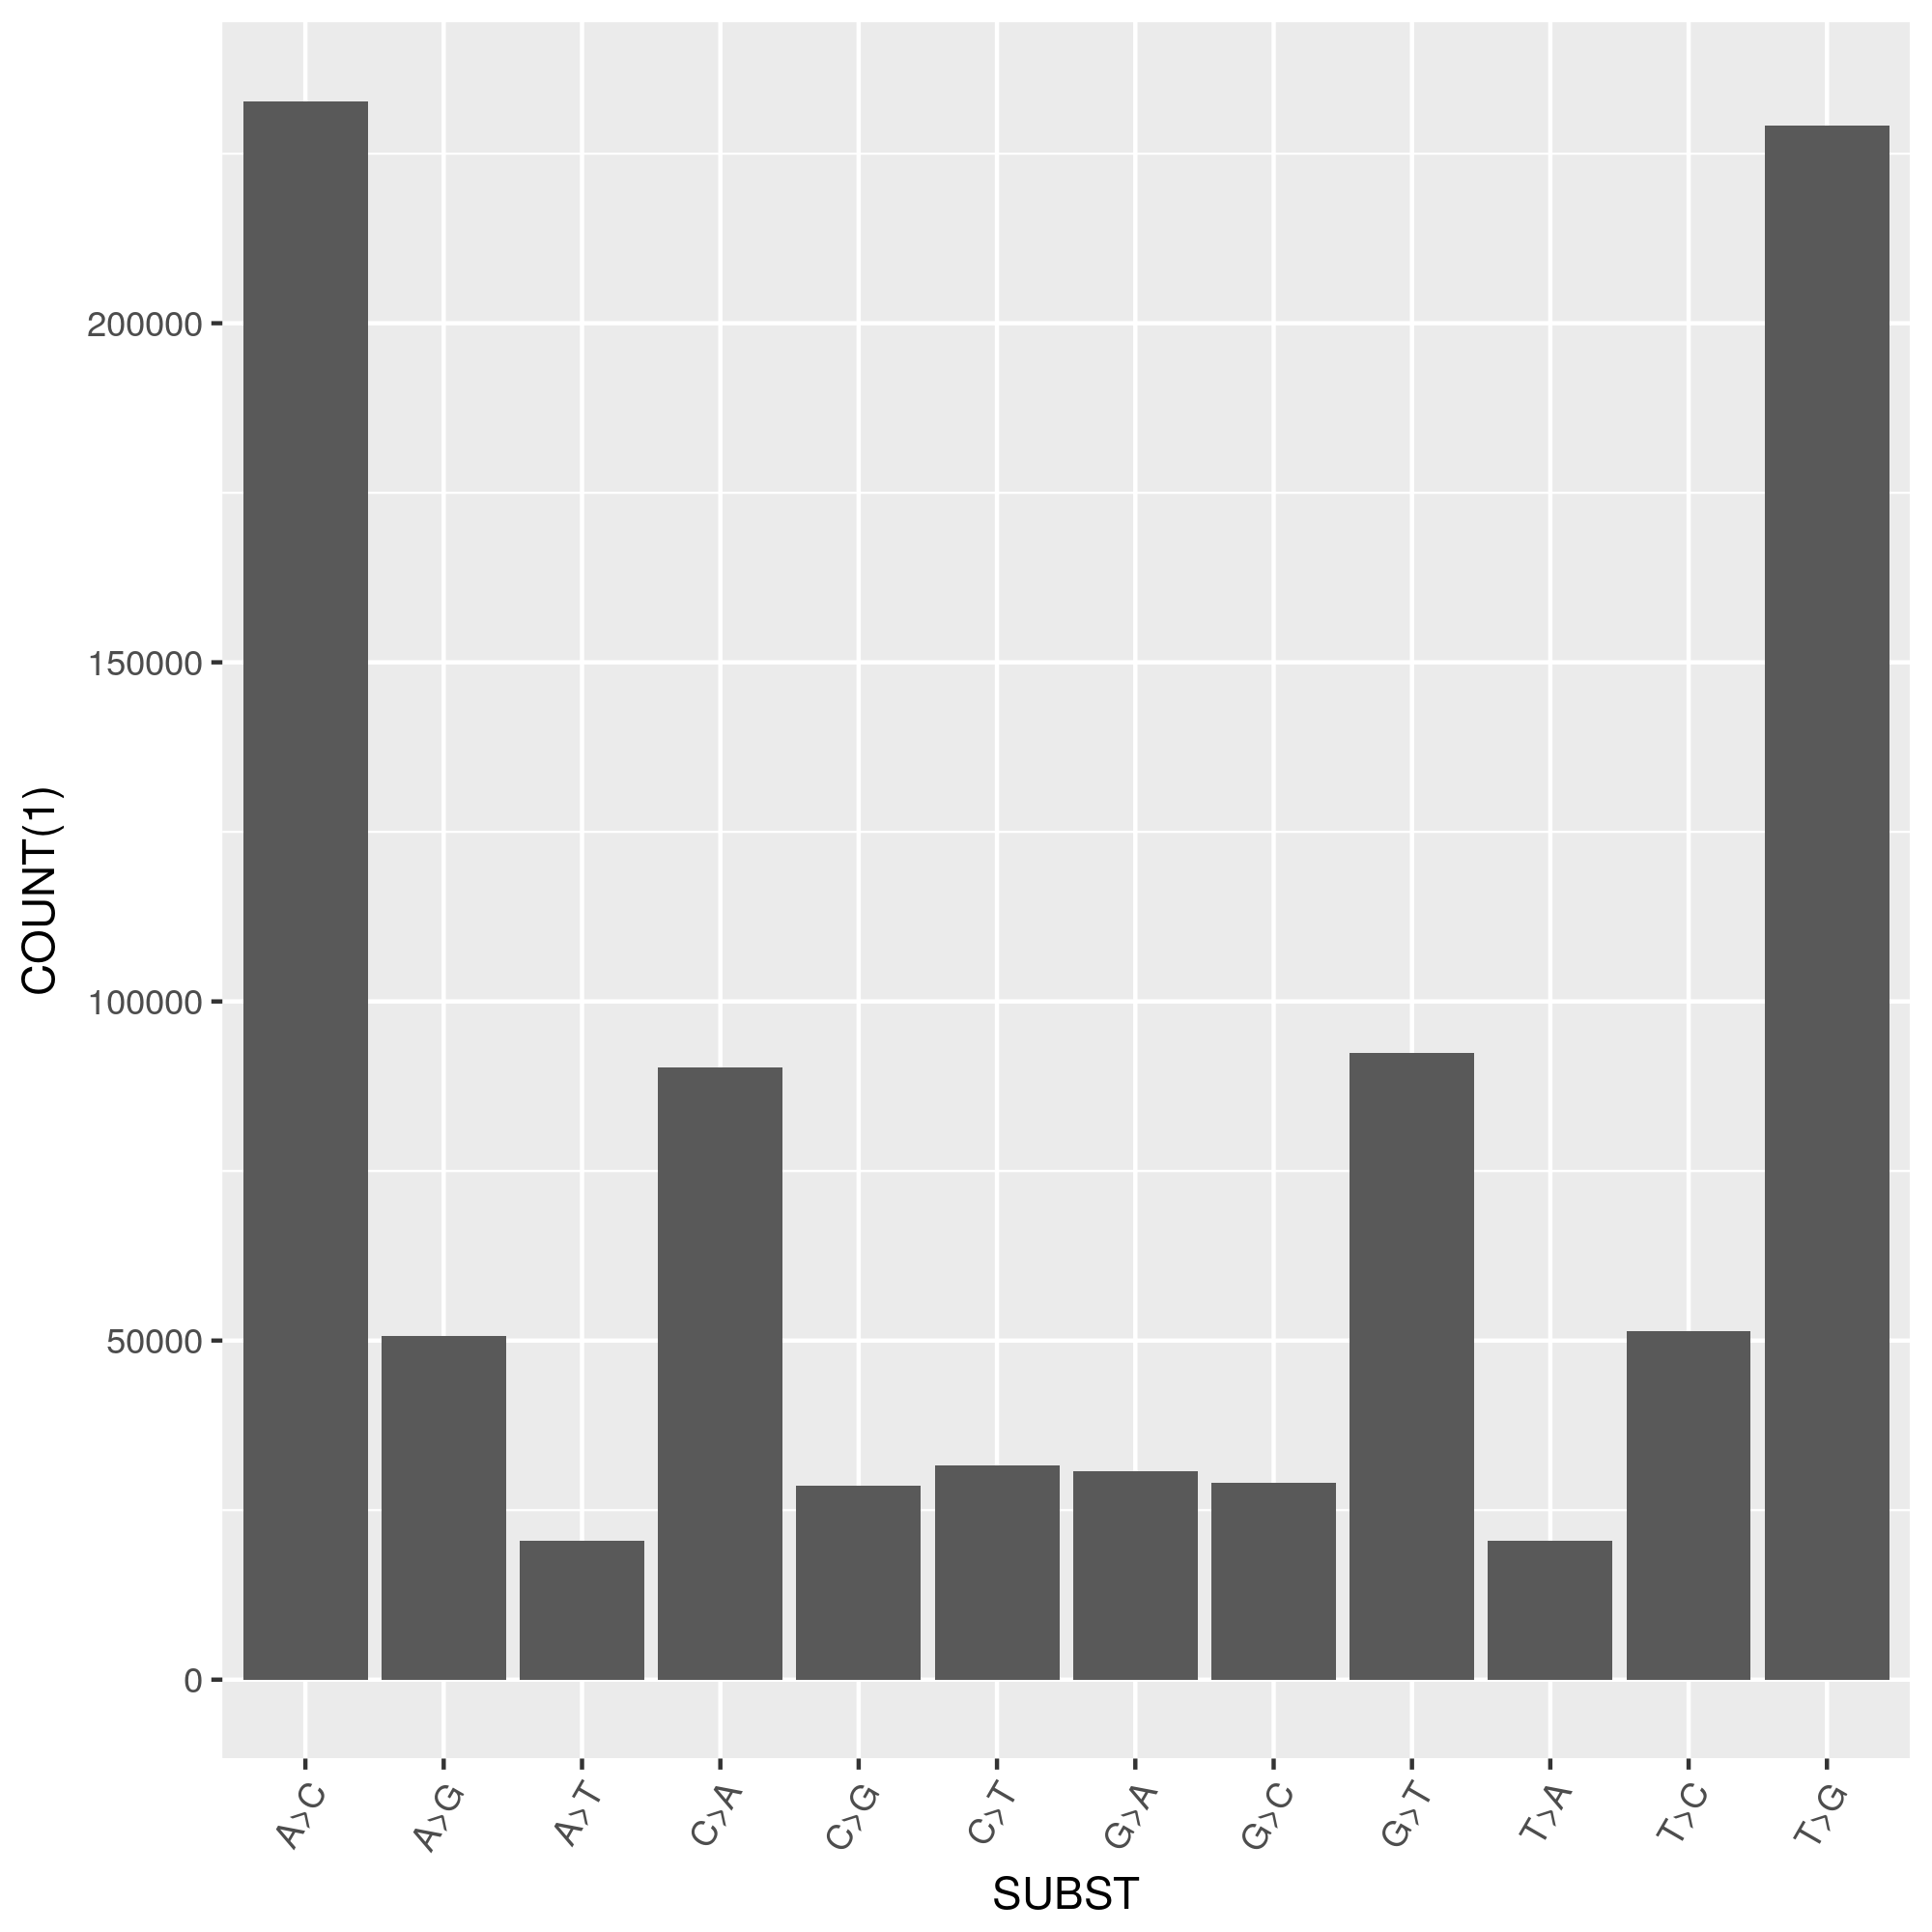 COUNT(1)
200000
150000
100000
50000
0
A>C
A>G
A>T
C>A
C>G
C>T
G>A
G>C
G>T
T>A
T>C
T>G
SUBST